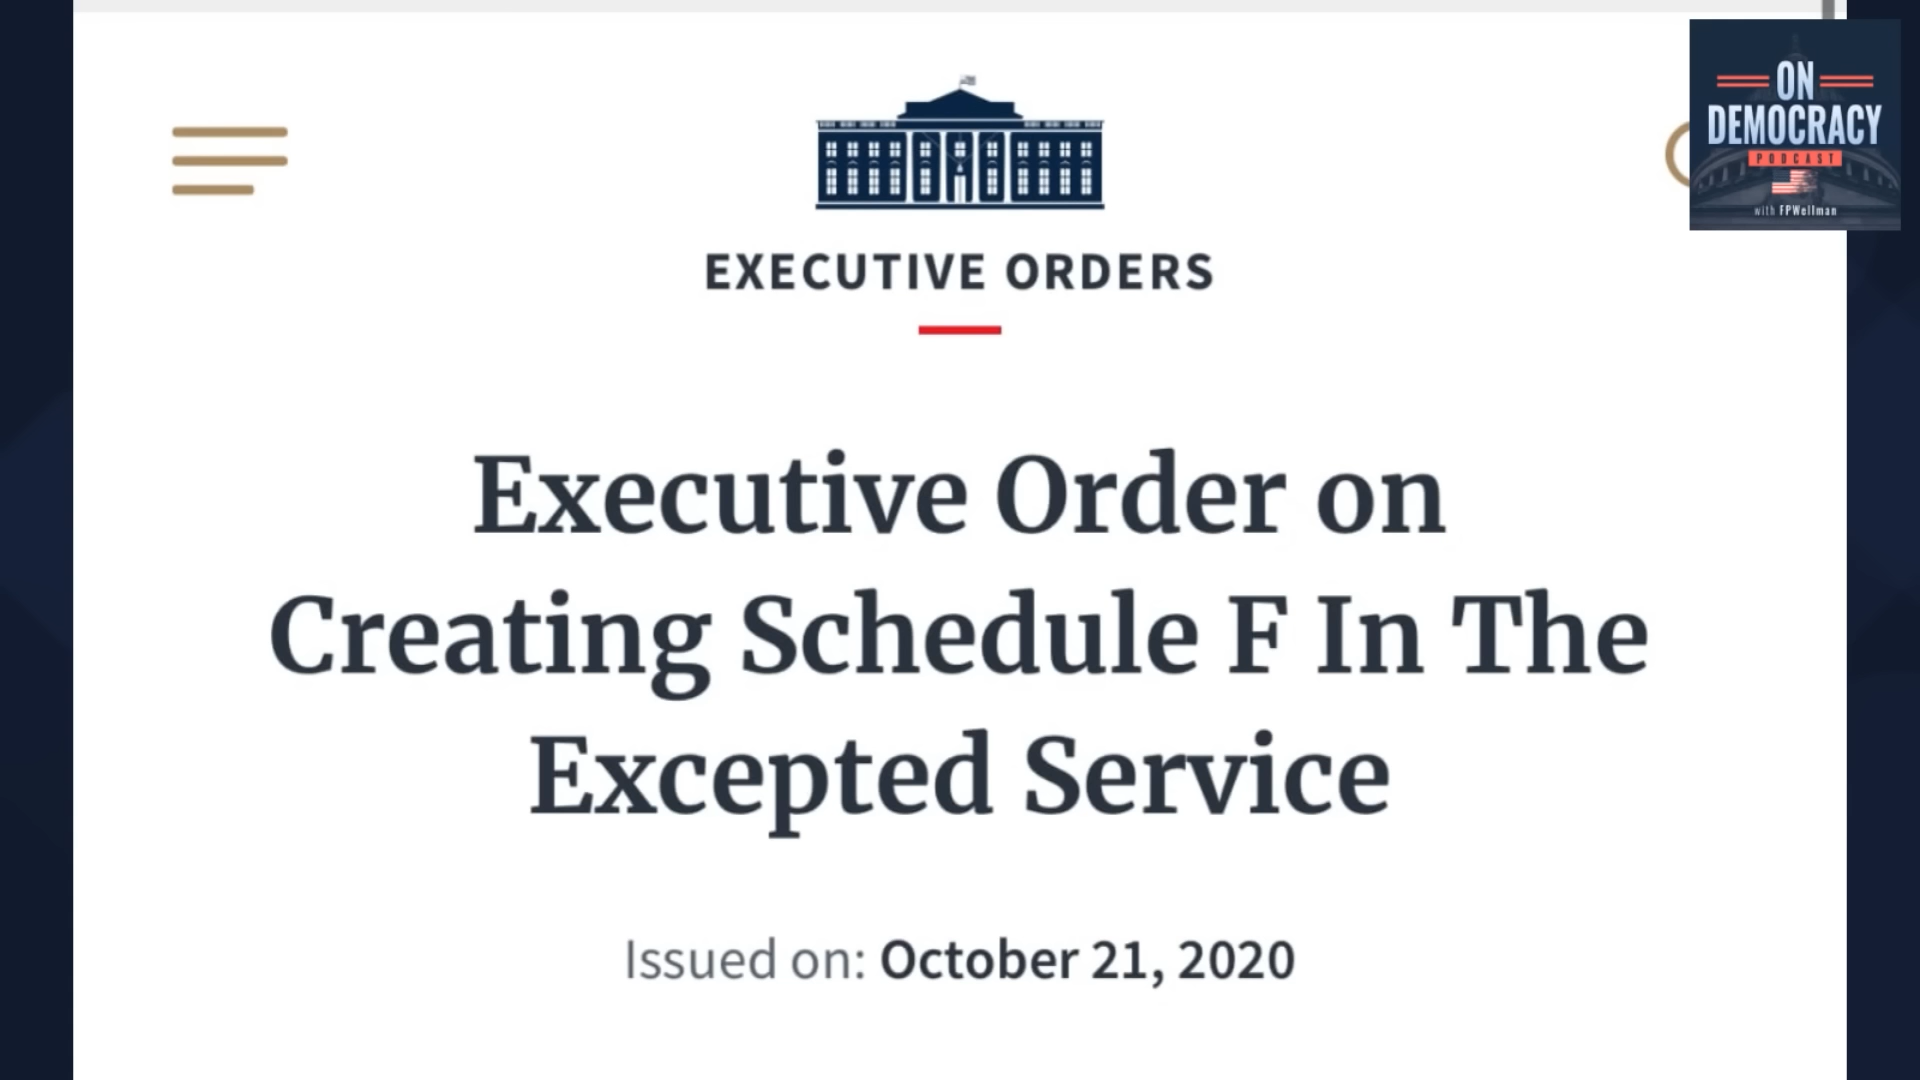 ON
DEMOCRACY
PODCAST
with FPWellman
EXECUTIVE ORDERS
Executive Order on
Creating Schedule F In The
Excepted Service
Issued on: October 21, 2020